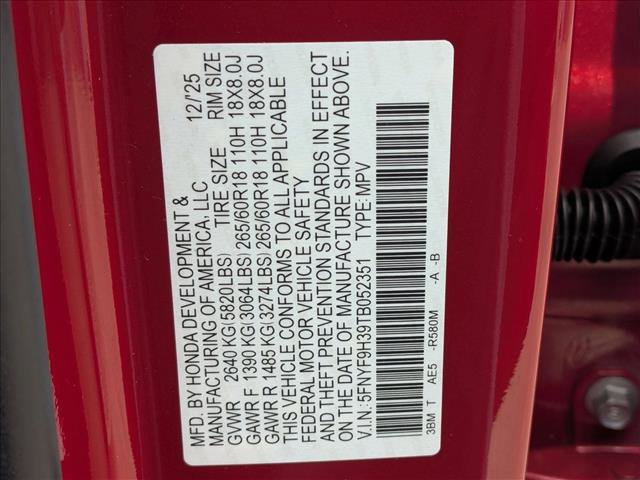 MFD. BY HONDA DEVELOPMENT & 12/25
MANUFACTURING OF AMERICA, LLC
TIRE SIZE RIM SIZE
GVWR 2640 KG(5820LBS)
GAWR F 1390 KG(3064LBS) 265/60R18 110H 18X8.0J
GAWR R 1485 KG(3274LBS) 265/60R18 110H 18X8.0J
THIS VEHICLE CONFORMS TO ALL APPLICABLE
FEDERAL MOTOR VEHICLE SAFETY
AND THEFT PREVENTION STANDARDS IN EFFECT
ON THE DATE OF MANUFACTURE SHOWN ABOVE.
V.I.N.: 5FNYF9H39TB052351 TYPE: MPV
3BM T AE5 -R580M -A -B